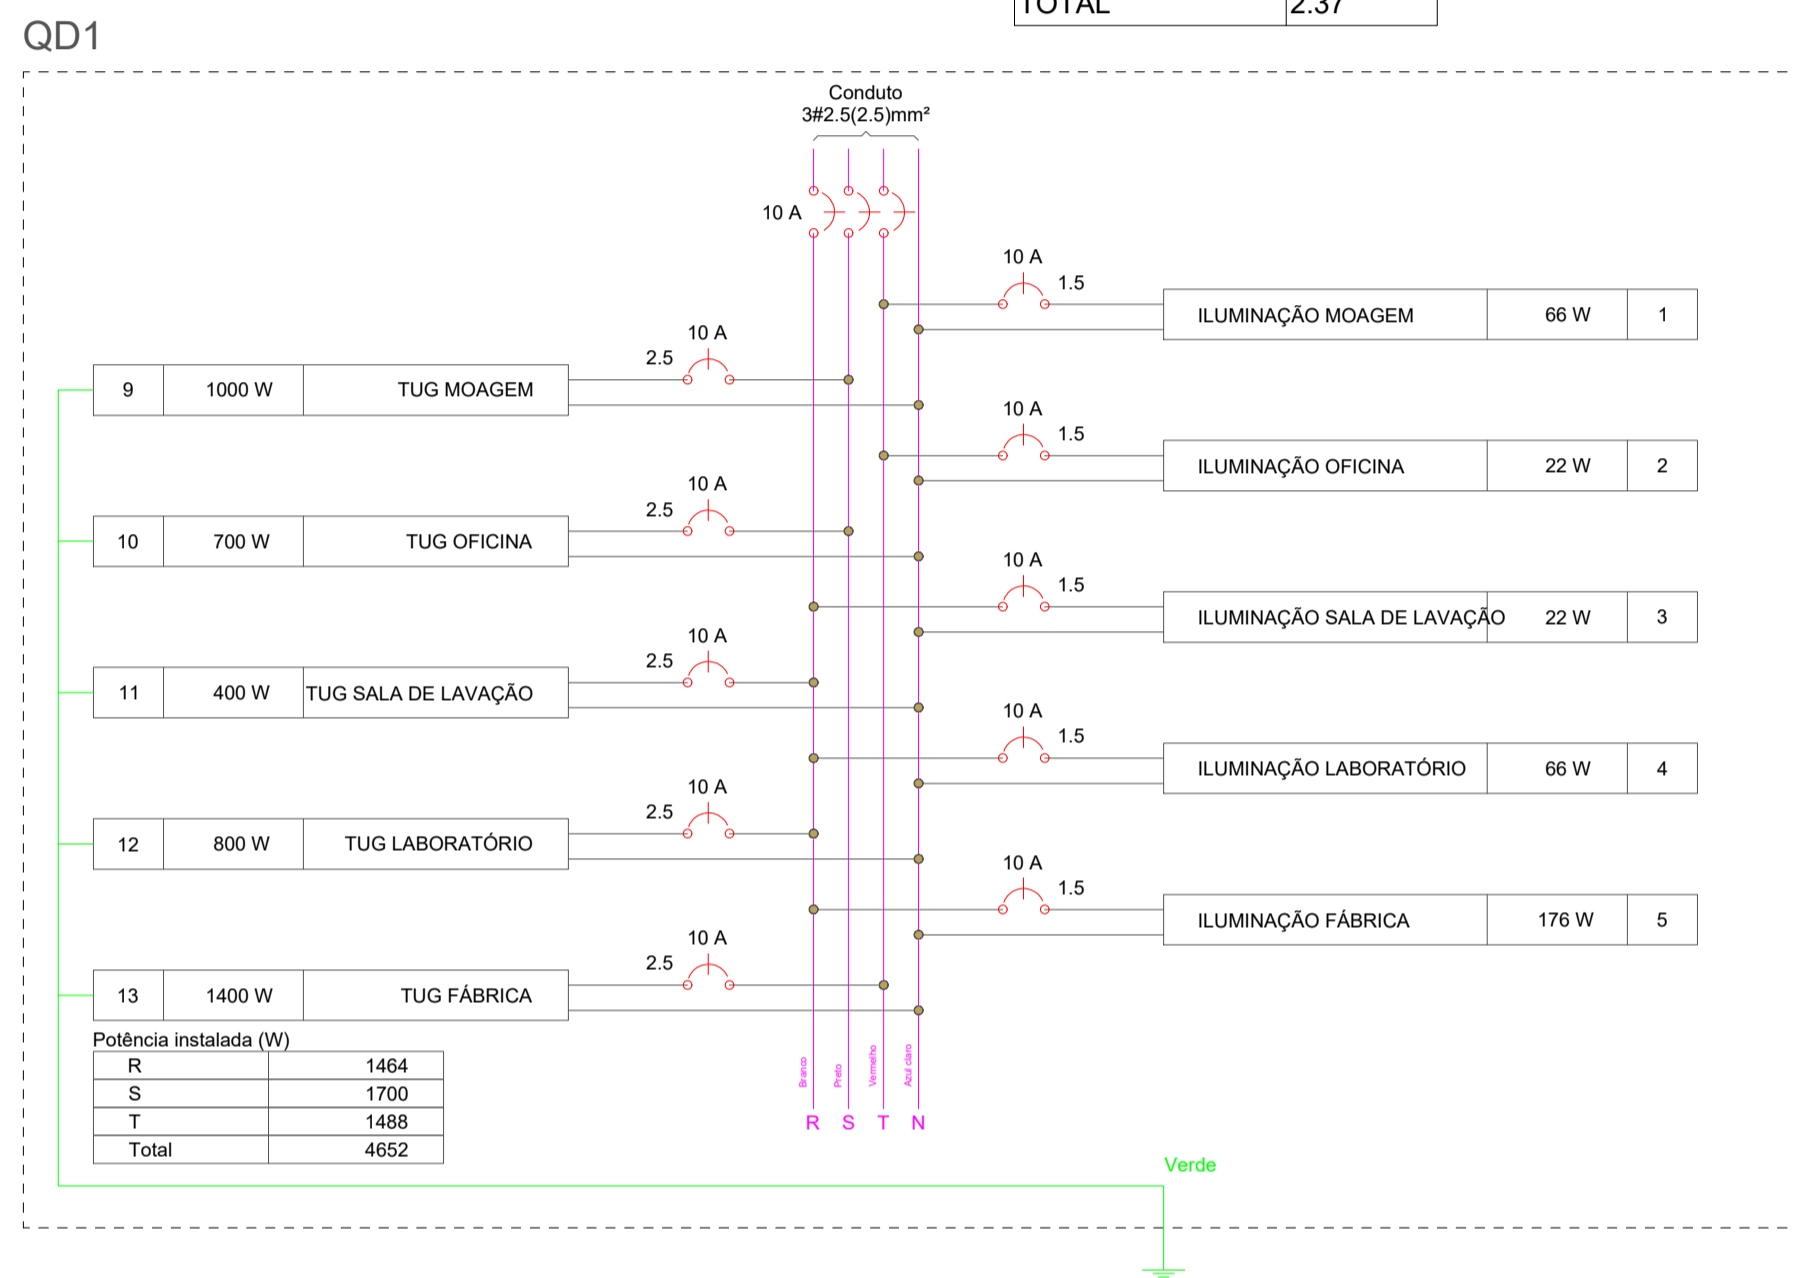 TOTAL 2.37
QD1
Conduto
3#2.5(2.5)mm²
10 A
10 A
1.5
ILUMINAÇÃO MOAGEM 66 W 1
10 A
2.5
9 1000 W TUG MOAGEM
10 A
1.5
ILUMINAÇÃO OFICINA 22 W 2
10 A
2.5
10 700 W TUG OFICINA
10 A
1.5
ILUMINAÇÃO SALA DE LAVAÇÃO 22 W 3
10 A
2.5
11 400 W TUG SALA DE LAVAÇÃO
10 A
1.5
ILUMINAÇÃO LABORATÓRIO 66 W 4
10 A
2.5
12 800 W TUG LABORATÓRIO
10 A
1.5
ILUMINAÇÃO FÁBRICA 176 W 5
10 A
2.5
13 1400 W TUG FÁBRICA
Potência instalada (W)
R 1464
S 1700
T 1488
Total 4652
Branco
Preto
Vermelho
Azul claro
R S T N
Verde